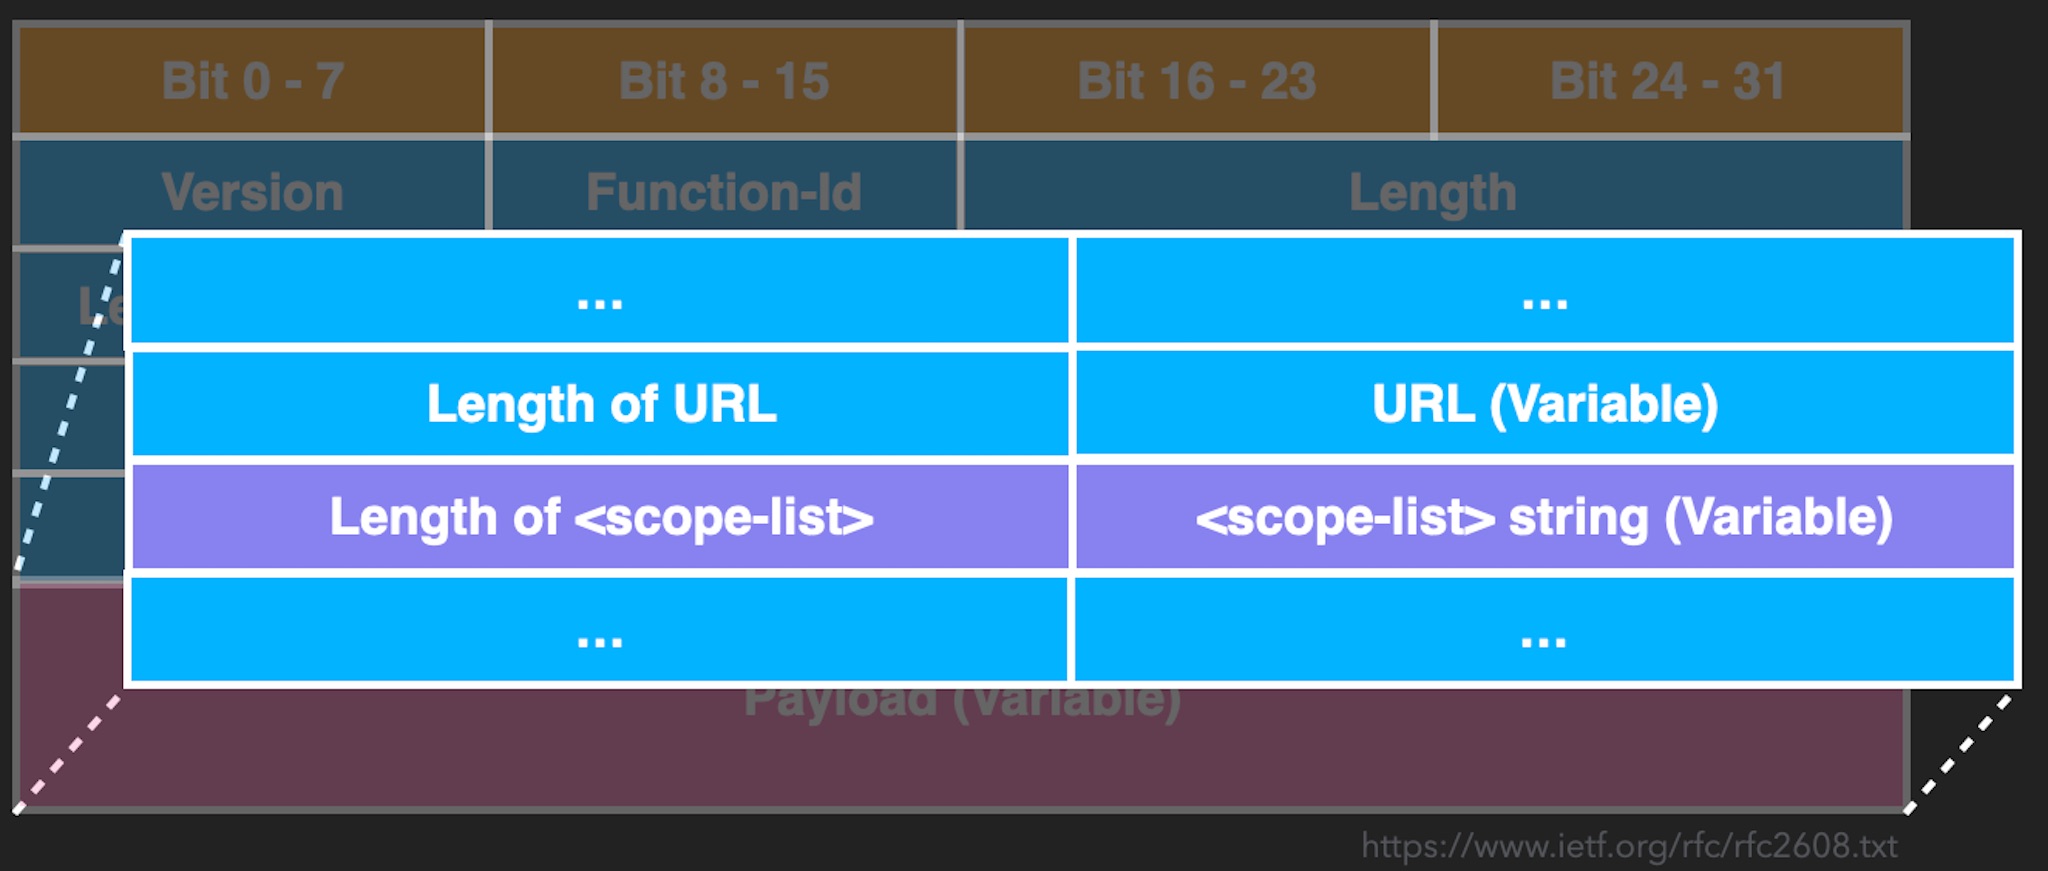 Bit 0 - 7 Bit 8 - 15 Bit 16 - 23 Bit 24 - 31
Version Function-Id Length
... ...
Length of URL URL (Variable)
Length of <scope-list> <scope-list> string (Variable)
... ...
Payload (Variable)
https://www.ietf.org/rfc/rfc2608.txt